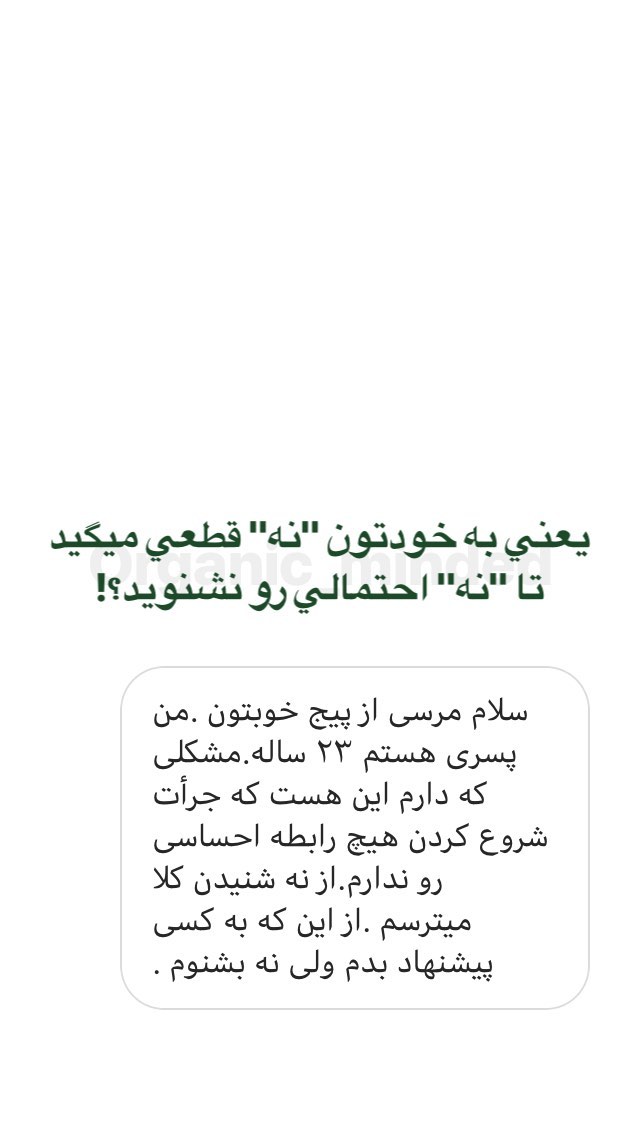 يعني به خودتون "نه" قطعي ميگيد
Organic_minded
تا "نه" احتمالي رو نشنويد؟!
سلام مرسی از پیج خوبتون .من
پسری هستم ۲۳ ساله.مشکلی
که دارم این هست که جرأت
شروع کردن هیچ رابطه احساسی
رو ندارم.از نه شنیدن کلا
میترسم .از این که به کسی
پیشنهاد بدم ولی نه بشنوم .